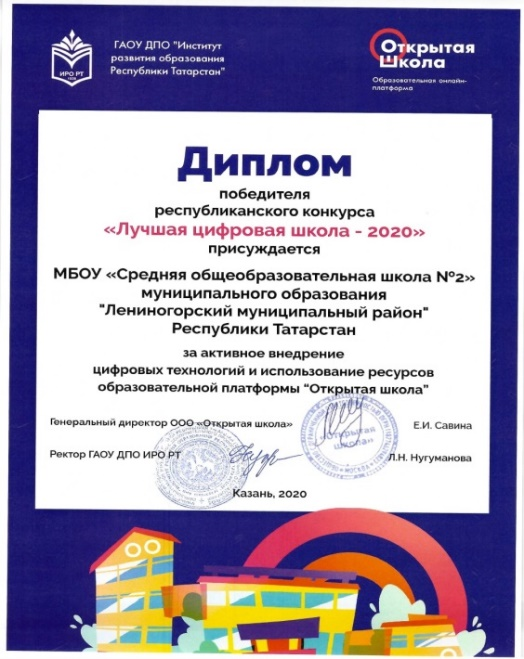 ГАОУ ДПО "Институт
развития образования
Республики Татарстан"
ИРО РТ
Открытая
Школа
Образовательная онлайн-
платформа
Диплом
победителя
республиканского конкурса
«Лучшая цифровая школа - 2020»
присуждается
МБОУ «Средняя общеобразовательная школа №2»
муниципального образования
"Лениногорский муниципальный район"
Республики Татарстан
за активное внедрение
цифровых технологий и использование ресурсов
образовательной платформы "Открытая школа"
Генеральный директор ООО «Открытая школа»
Е.И. Савина
"Открытая
школа"
МОСКВА
Ректор ГАОУ ДПО ИРО РТ
Л.Н. Нугуманова
Казань, 2020